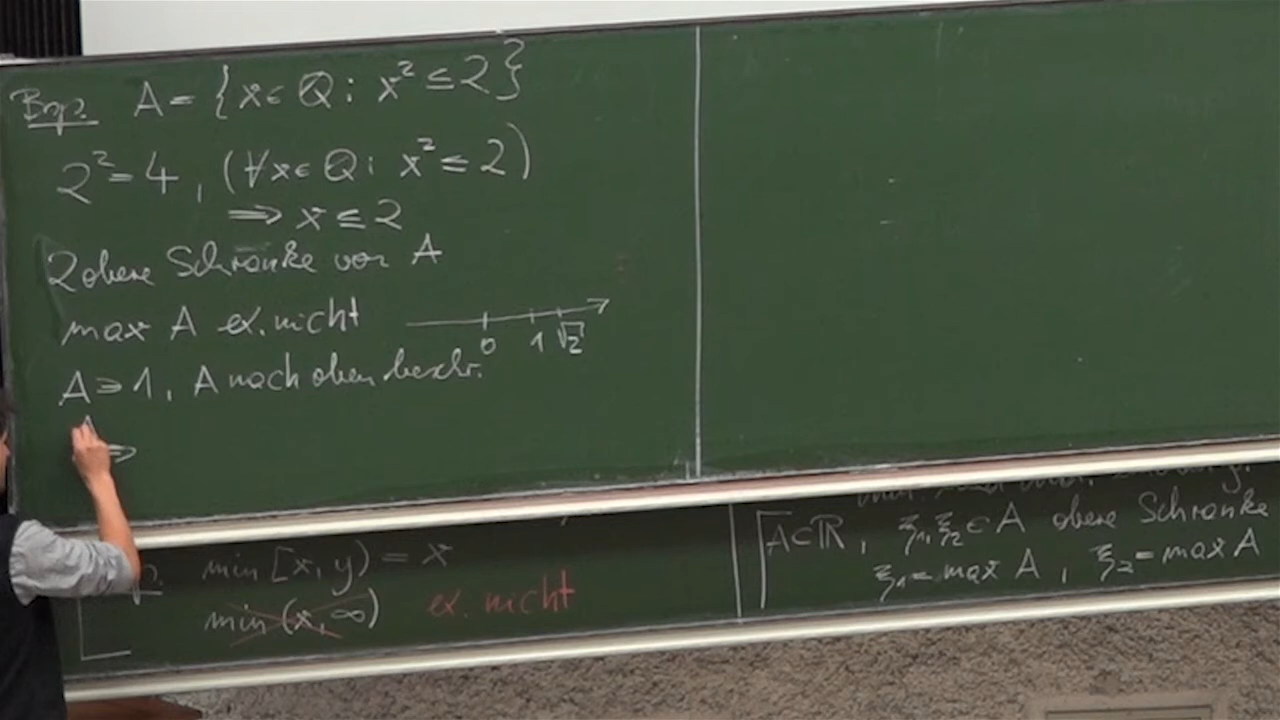 Bsp. A = {x ∈ ℚ : x² ≤ 2}
2² = 4, (∀x ∈ ℚ : x² ≤ 2)
⟹ x ≤ 2
2 obere Schranke von A
max A ex. nicht
0 1 √2
A ∋ 1, A nach oben beschr.
⟹
min [x, y) = x
min (x, ∞) ex. nicht
A ⊂ ℝ, ξ₁, ξ₂ ∈ A obere Schranke
ξ₁ = max A, ξ₂ = max A